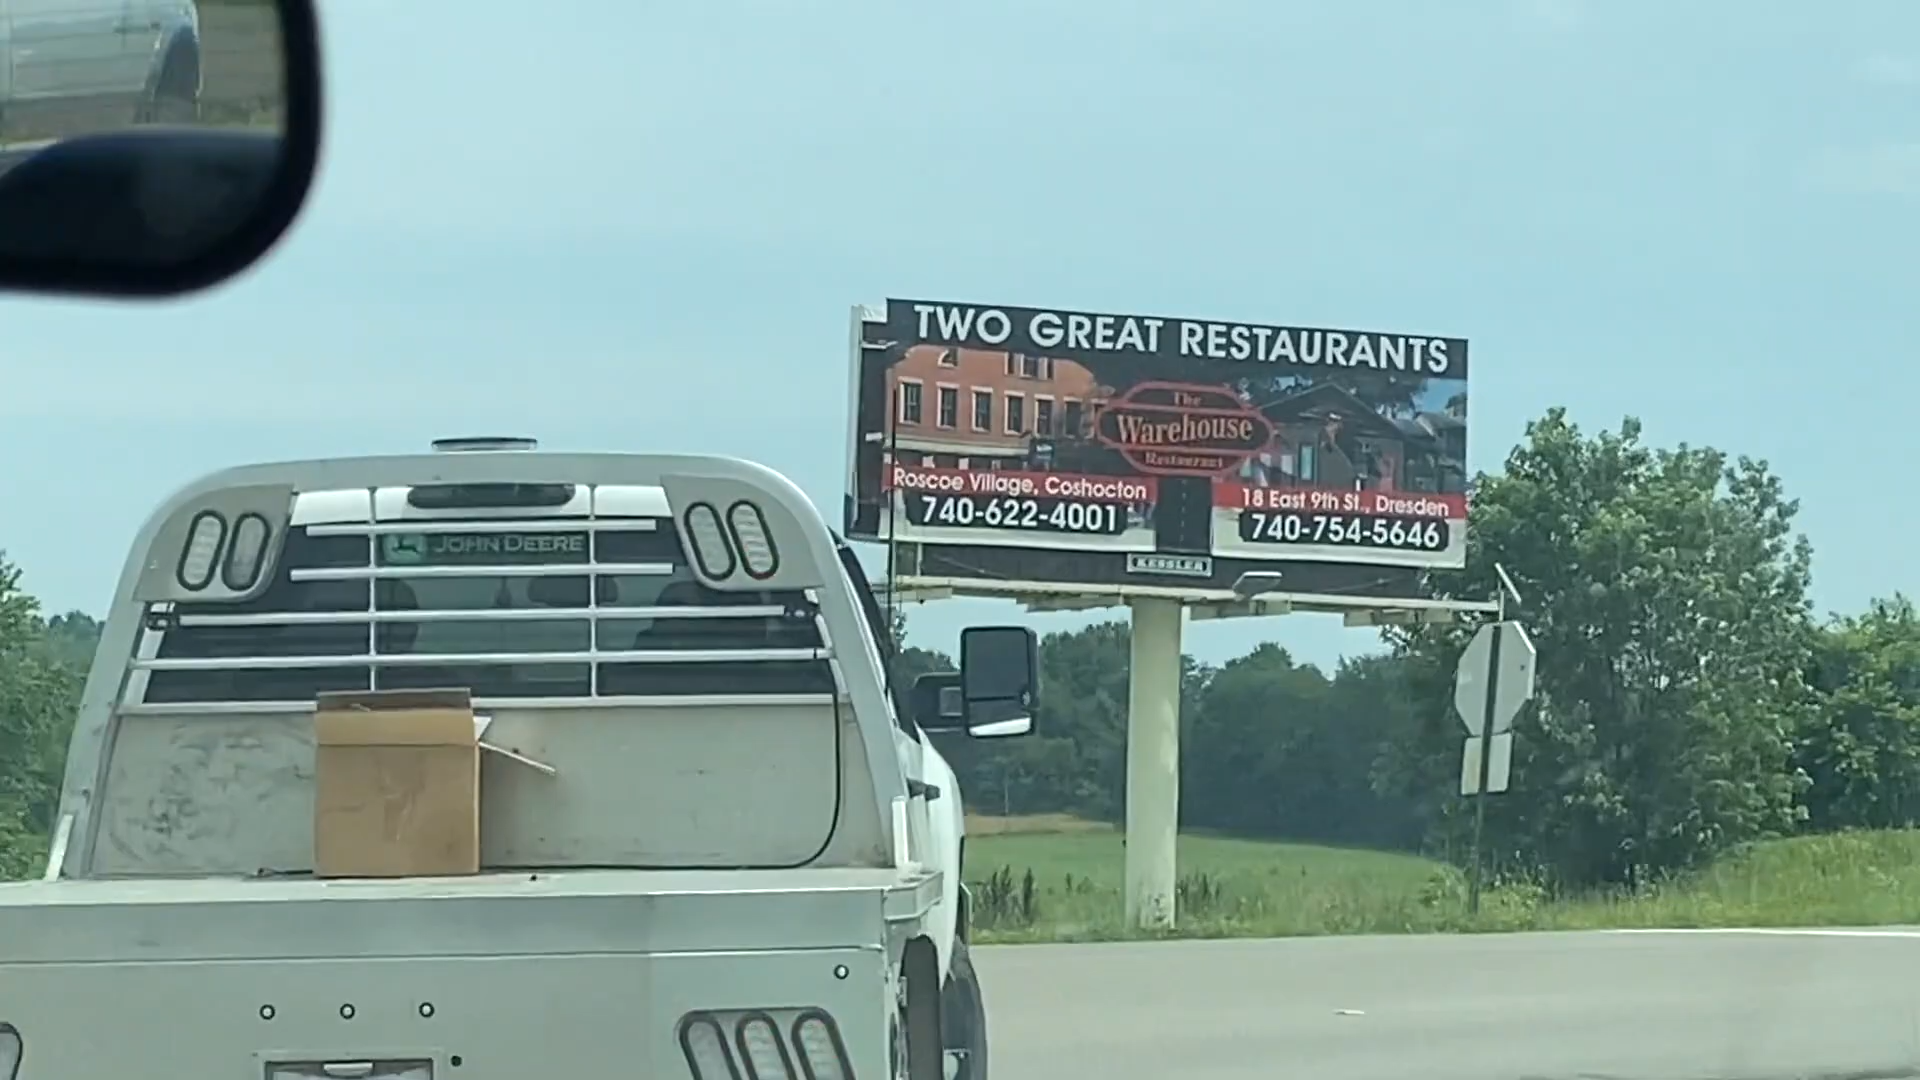 TWO GREAT RESTAURANTS
The
Warehouse
Restaurant
Roscoe Village, Coshocton
740-622-4001
18 East 9th St., Dresden
740-754-5646
KESSLER
JOHN DEERE